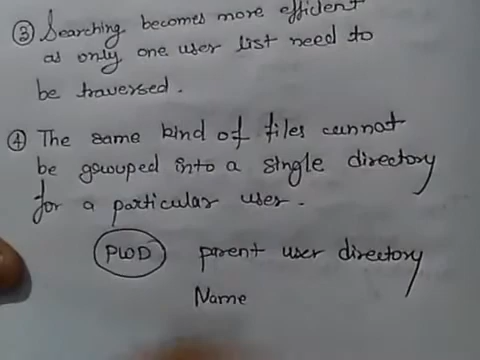 ③ Searching becomes more efficient
as only one user list need to
be traversed.
④ The same kind of files cannot
be grouped into a single directory
for a particular user.
PWD parent user directory
Name